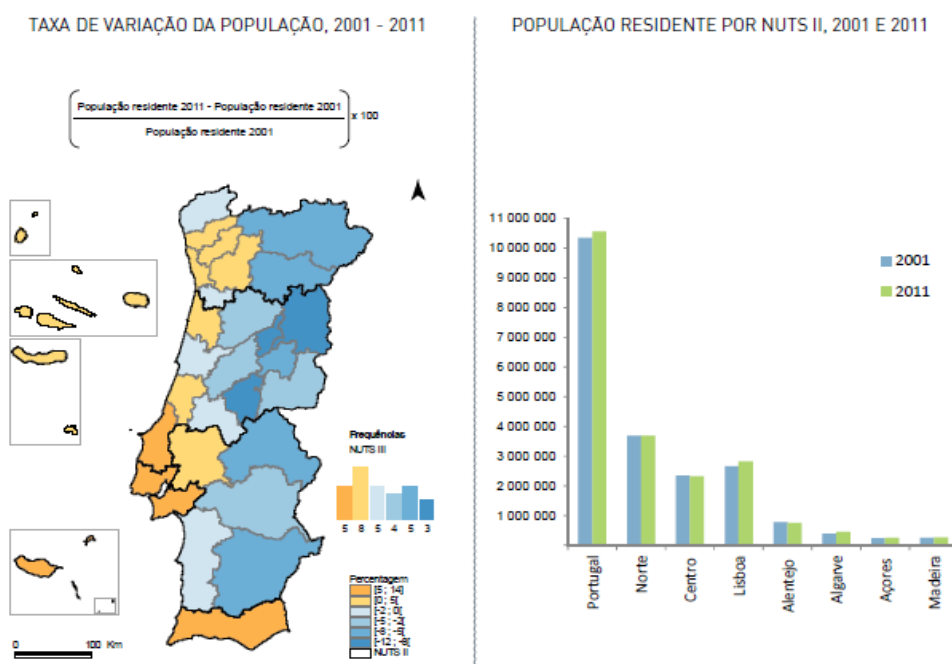 TAXA DE VARIAÇÃO DA POPULAÇÃO, 2001 - 2011
População residente 2011 - População residente 2001
x 100
População residente 2001
Frequências
NUTS III
5 8 5 4 5 3
Percentagem
[5 ; 14]
[0 ; 5[
[-2 ; 0[
[-5 ; -2[
NUTS II
0 100 Km
POPULAÇÃO RESIDENTE POR NUTS II, 2001 E 2011
11 000 000
10 000 000
9 000 000
8 000 000
7 000 000
6 000 000
5 000 000
4 000 000
3 000 000
2 000 000
1 000 000
2001
2011
Portugal
Norte
Centro
Lisboa
Alentejo
Algarve
Açores
Madeira